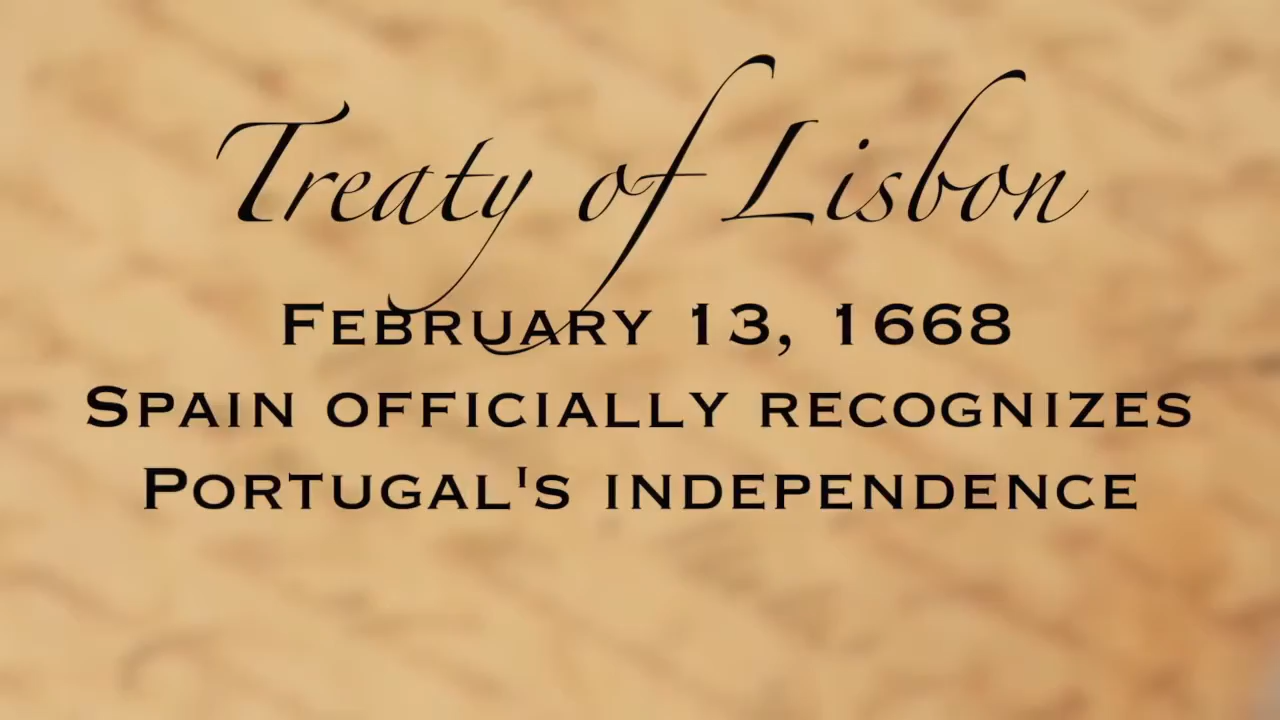 Treaty of Lisbon
February 13, 1668
Spain officially recognizes
Portugal's independence